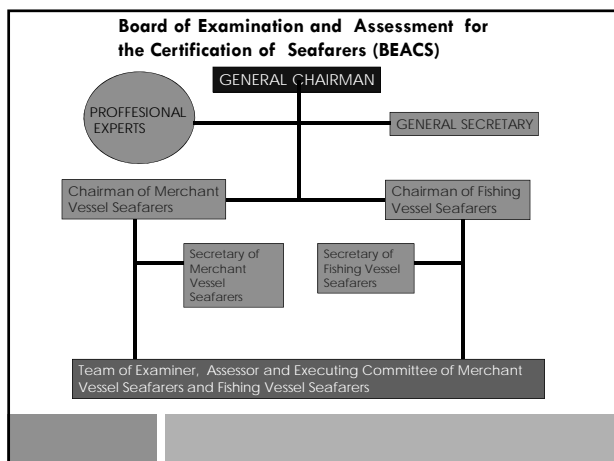 Board of Examination and Assessment for
the Certification of Seafarers (BEACS)
GENERAL CHAIRMAN
PROFFESIONAL
EXPERTS
GENERAL SECRETARY
Chairman of Merchant
Vessel Seafarers
Chairman of Fishing
Vessel Seafarers
Secretary of
Merchant
Vessel
Seafarers
Secretary of
Fishing Vessel
Seafarers
Team of Examiner, Assessor and Executing Committee of Merchant
Vessel Seafarers and Fishing Vessel Seafarers